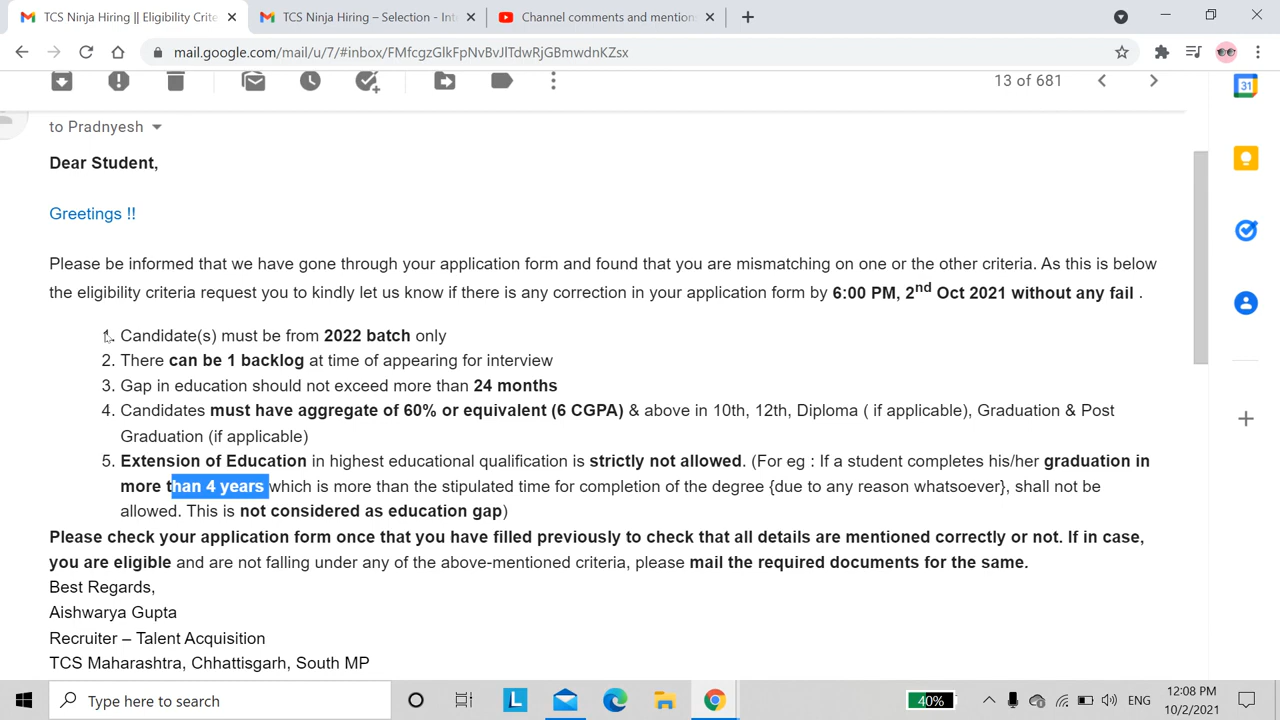 TCS Ninja Hiring || Eligibility Crite
TCS Ninja Hiring – Selection - Int
Channel comments and mention
mail.google.com/mail/u/7/#inbox/FMfcgzGlkFpNvBvJlTdwRjGBmwdnKZsx
13 of 681
31
to Pradnyesh
Dear Student,
Greetings !!
Please be informed that we have gone through your application form and found that you are mismatching on one or the other criteria. As this is below
the eligibility criteria request you to kindly let us know if there is any correction in your application form by 6:00 PM, 2nd Oct 2021 without any fail .
1. Candidate(s) must be from 2022 batch only
2. There can be 1 backlog at time of appearing for interview
3. Gap in education should not exceed more than 24 months
4. Candidates must have aggregate of 60% or equivalent (6 CGPA) & above in 10th, 12th, Diploma ( if applicable), Graduation & Post
Graduation (if applicable)
5. Extension of Education in highest educational qualification is strictly not allowed. (For eg : If a student completes his/her graduation in
more than 4 years which is more than the stipulated time for completion of the degree {due to any reason whatsoever}, shall not be
allowed. This is not considered as education gap)
Please check your application form once that you have filled previously to check that all details are mentioned correctly or not. If in case,
you are eligible and are not falling under any of the above-mentioned criteria, please mail the required documents for the same.
Best Regards,
Aishwarya Gupta
Recruiter – Talent Acquisition
TCS Maharashtra, Chhattisgarh, South MP
Type here to search
L
40%
ENG
12:08 PM
10/2/2021